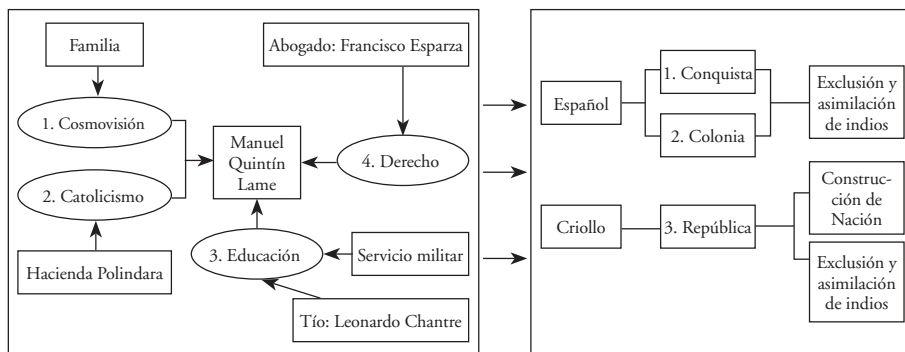 Familia
Abogado: Francisco Esparza
1. Cosmovisión
Manuel
Quintín
Lame
4. Derecho
2. Catolicismo
3. Educación
Servicio militar
Hacienda Polindara
Tío: Leonardo Chantre
Español
1. Conquista
2. Colonia
Exclusión y
asimilación
de indios
Criollo
3. República
Construc-
ción de
Nación
Exclusión y
asimilación
de indios